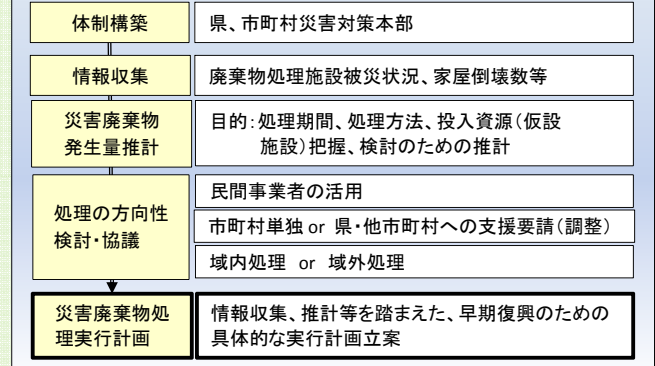 体制構築
県、市町村災害対策本部
情報収集
廃棄物処理施設被災状況、家屋倒壊数等
災害廃棄物
発生量推計
目的:処理期間、処理方法、投入資源(仮設
施設)把握、検討のための推計
処理の方向性
検討・協議
民間事業者の活用
市町村単独 or 県・他市町村への支援要請(調整)
域内処理 or 域外処理
災害廃棄物処
理実行計画
情報収集、推計等を踏まえた、早期復興のための
具体的な実行計画立案